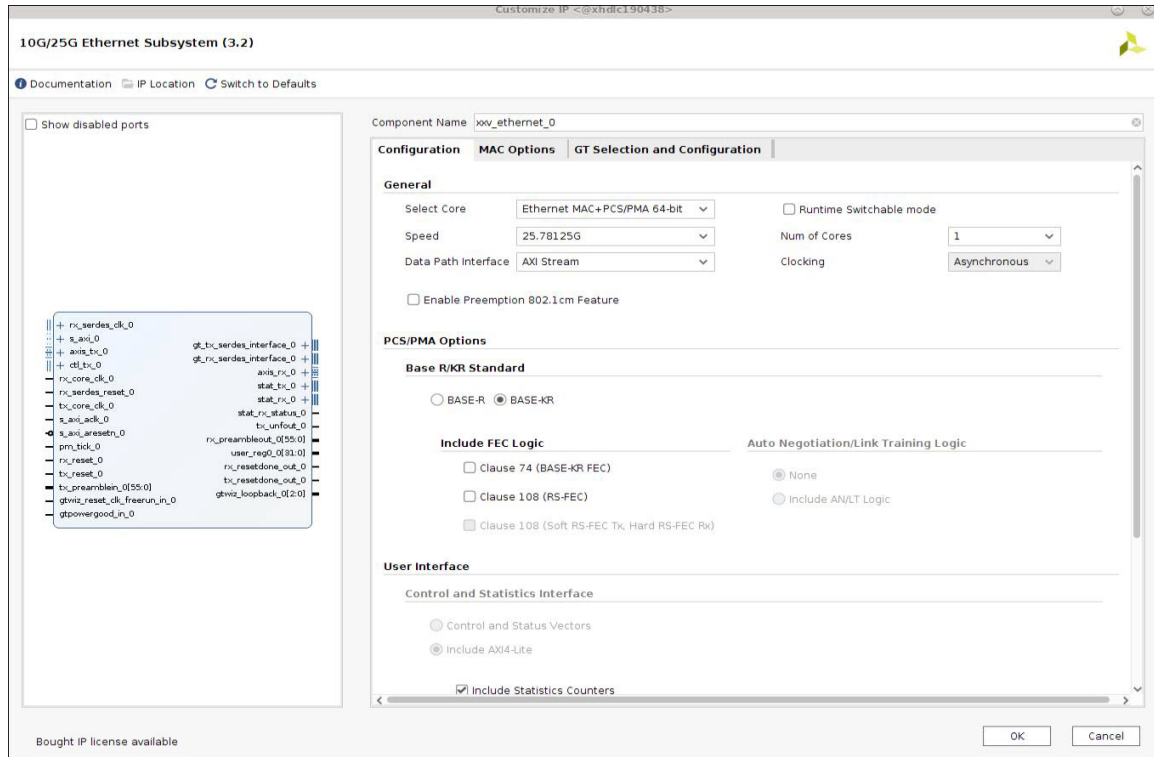 Customize IP <@xhdlc190438>
10G/25G Ethernet Subsystem (3.2)
Documentation IP Location Switch to Defaults
Show disabled ports
rx_serdes_clk_0
s_axi_0
axis_tx_0
ctl_tx_0
rx_core_clk_0
rx_serdes_reset_0
tx_core_clk_0
s_axi_aclk_0
s_axi_aresetn_0
pm_tick_0
rx_reset_0
tx_reset_0
tx_preamblein_0[55:0]
gtwiz_reset_clk_freerun_in_0
gtpowergood_in_0
gt_tx_serdes_interface_0
gt_rx_serdes_interface_0
axis_rx_0
stat_tx_0
stat_rx_0
stat_rx_status_0
tx_unfout_0
rx_preambleout_0[55:0]
user_reg0_0[31:0]
rx_resetdone_out_0
tx_resetdone_out_0
gtwiz_loopback_0[2:0]
Component Name xxv_ethernet_0
Configuration MAC Options GT Selection and Configuration
General
Select Core Ethernet MAC+PCS/PMA 64-bit Runtime Switchable mode
Speed 25.78125G Num of Cores 1
Data Path Interface AXI Stream Clocking Asynchronous
Enable Preemption 802.1cm Feature
PCS/PMA Options
Base R/KR Standard
BASE-R BASE-KR
Include FEC Logic Auto Negotiation/Link Training Logic
Clause 74 (BASE-KR FEC) None
Clause 108 (RS-FEC) Include AN/LT Logic
Clause 108 (Soft RS-FEC Tx, Hard RS-FEC Rx)
User Interface
Control and Statistics Interface
Control and Status Vectors
Include AXI4-Lite
Include Statistics Counters
Bought IP license available
OK Cancel